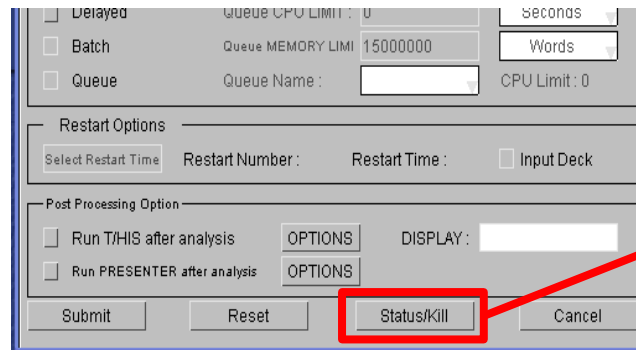 Delayed Queue CPU LIMIT : 0 Seconds
Batch Queue MEMORY LIMI 15000000 Words
Queue Queue Name : CPU Limit : 0
Restart Options
Select Restart Time Restart Number : Restart Time : Input Deck
Post Processing Option
Run T/HIS after analysis OPTIONS DISPLAY :
Run PRESENTER after analysis OPTIONS
Submit Reset Status/Kill Cancel